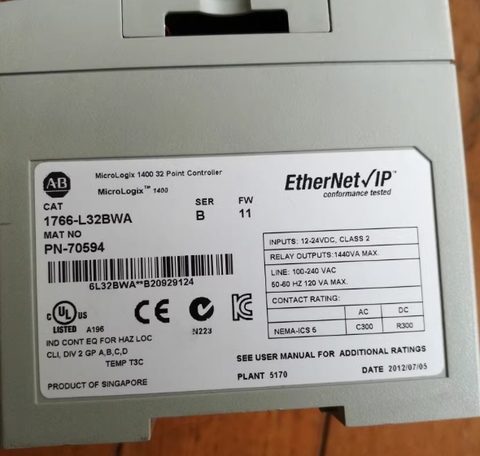 AB
MicroLogix 1400 32 Point Controller
MicroLogix™ 1400
EtherNet/IP™
conformance tested
CAT SER FW
1766-L32BWA B 11
MAT NO
PN-70594
6L32BWA**B20929124
INPUTS: 12-24VDC, CLASS 2
RELAY OUTPUTS:1440VA MAX.
LINE: 100-240 VAC
50-60 HZ 120 VA MAX.
CONTACT RATING:
AC DC
NEMA-ICS 5 C300 R300
C UL US
LISTED A196 N223
IND CONT EQ FOR HAZ LOC
CLI, DIV 2 GP A,B,C,D
TEMP T3C
SEE USER MANUAL FOR ADDITIONAL RATINGS
PRODUCT OF SINGAPORE PLANT 5170 DATE 2012/07/05